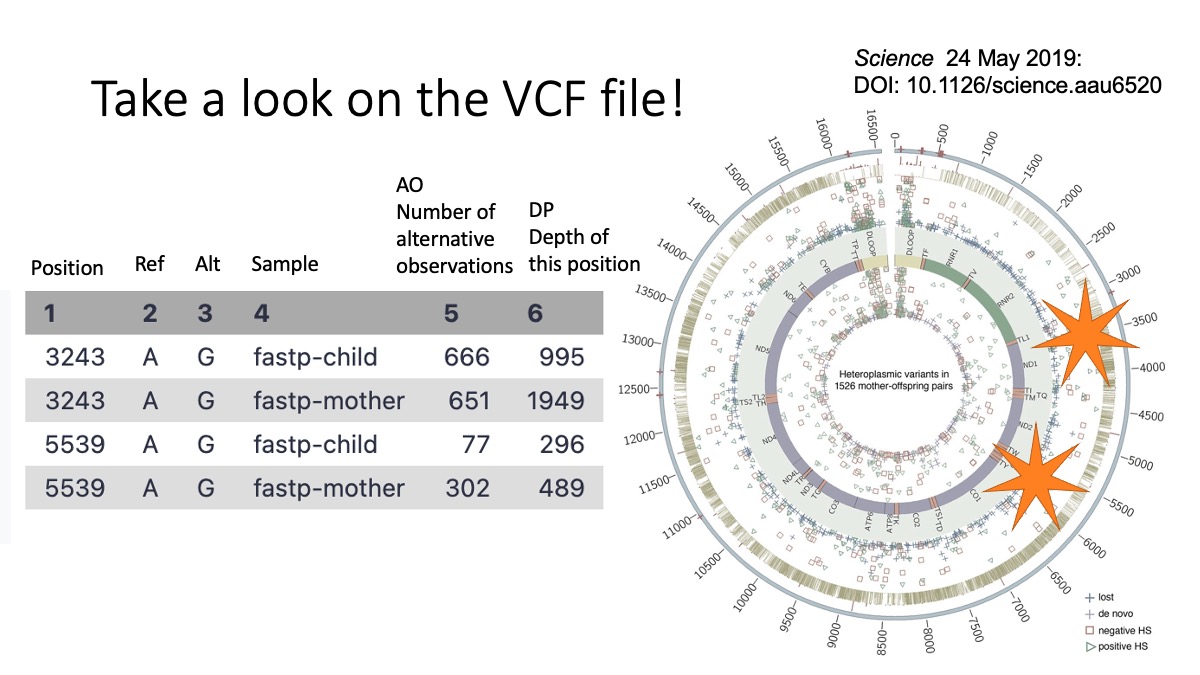 Take a look on the VCF file!
Science 24 May 2019:
DOI: 10.1126/science.aau6520
Position
Ref
Alt
Sample
AO
Number of
alternative
observations
DP
Depth of
this position
1 2 3 4 5 6
3243 A G fastp-child 666 995
3243 A G fastp-mother 651 1949
5539 A G fastp-child 77 296
5539 A G fastp-mother 302 489
0
500
1000
1500
2000
2500
3000
3500
4000
4500
5000
5500
6000
6500
7000
7500
8000
8500
9000
9500
10000
10500
11000
11500
12000
12500
13000
13500
14000
14500
15000
15500
16000
16500
DLOOP
TF
RNR1
TV
RNR2
TL1
ND1
TI
TM TQ
ND2
TW
TY
CO1
TS1 TD
CO2
TK
ATP8
ATP6
CO3
TG
TR
ND4L
ND4
TH
TS2 TL2
ND5
ND6
TE
CYB
TP TT
DLOOP
Heteroplasmic variants in
1526 mother-offspring pairs
lost
de novo
negative HS
positive HS